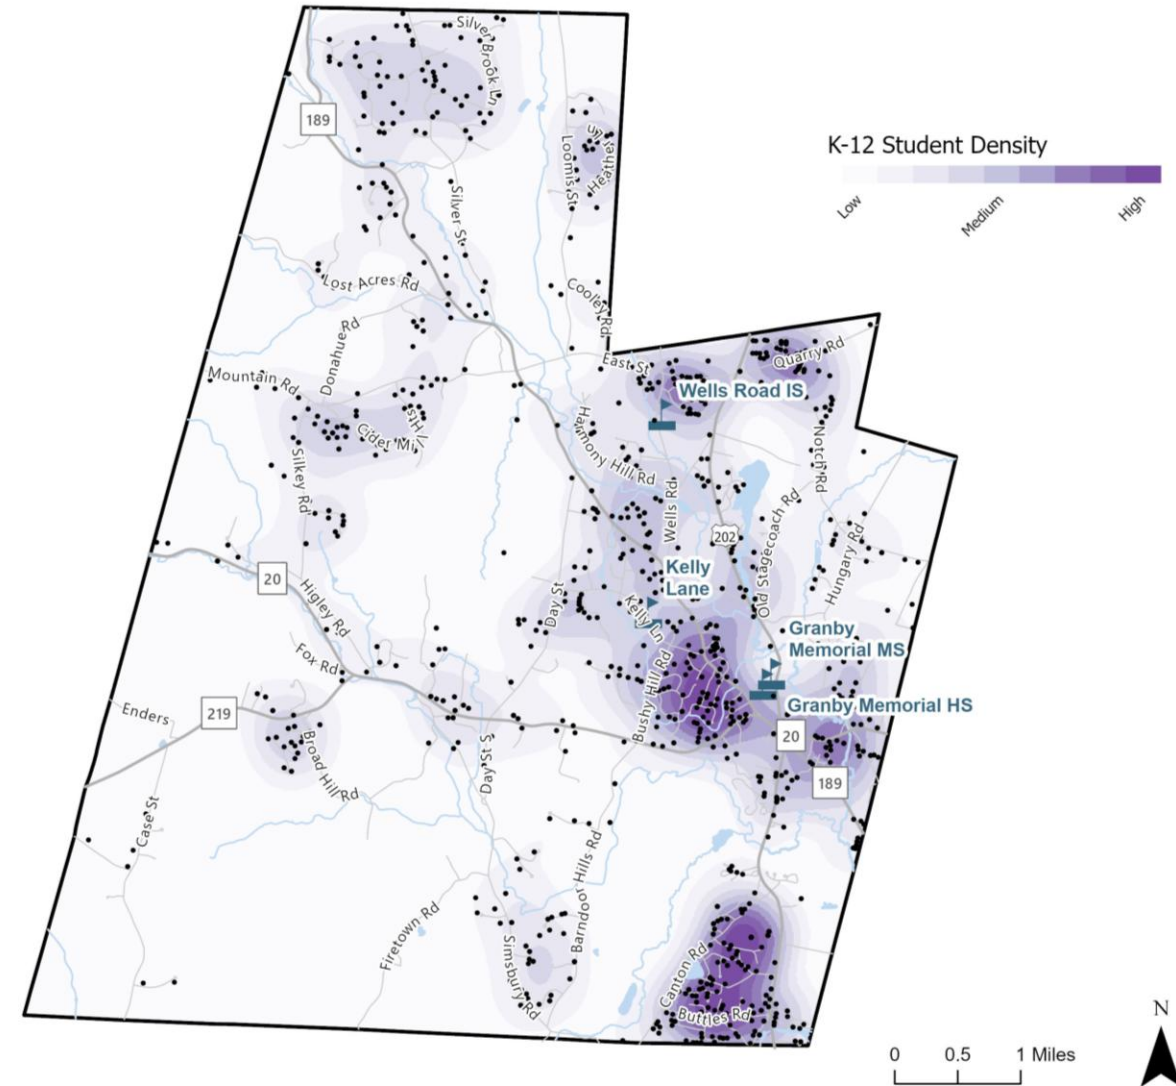 Silver Brook Ln
189
Loomis St
Heather Ln
K-12 Student Density
Low
Medium
High
Silver St
Lost Acres Rd
Cooley Rd
Donahue Rd
East St
Quarry Rd
Mountain Rd
Wells Road IS
Cider Mill Hts
Harmony Hill Rd
Notch Rd
Silkey Rd
Wells Rd
Old Stagecoach Rd
202
Hungary Rd
20
Kelly
Lane
Higley Rd
Day St
Kelly Ln
Granby
Memorial MS
Fox Rd
Bushy Hill Rd
Granby Memorial HS
Enders
219
20
Broad Hill Rd
Day St S
189
Case St
Barndoor Hills Rd
Firetown Rd
Simsbury Rd
Canton Rd
Buttles Rd
N
0 0.5 1 Miles